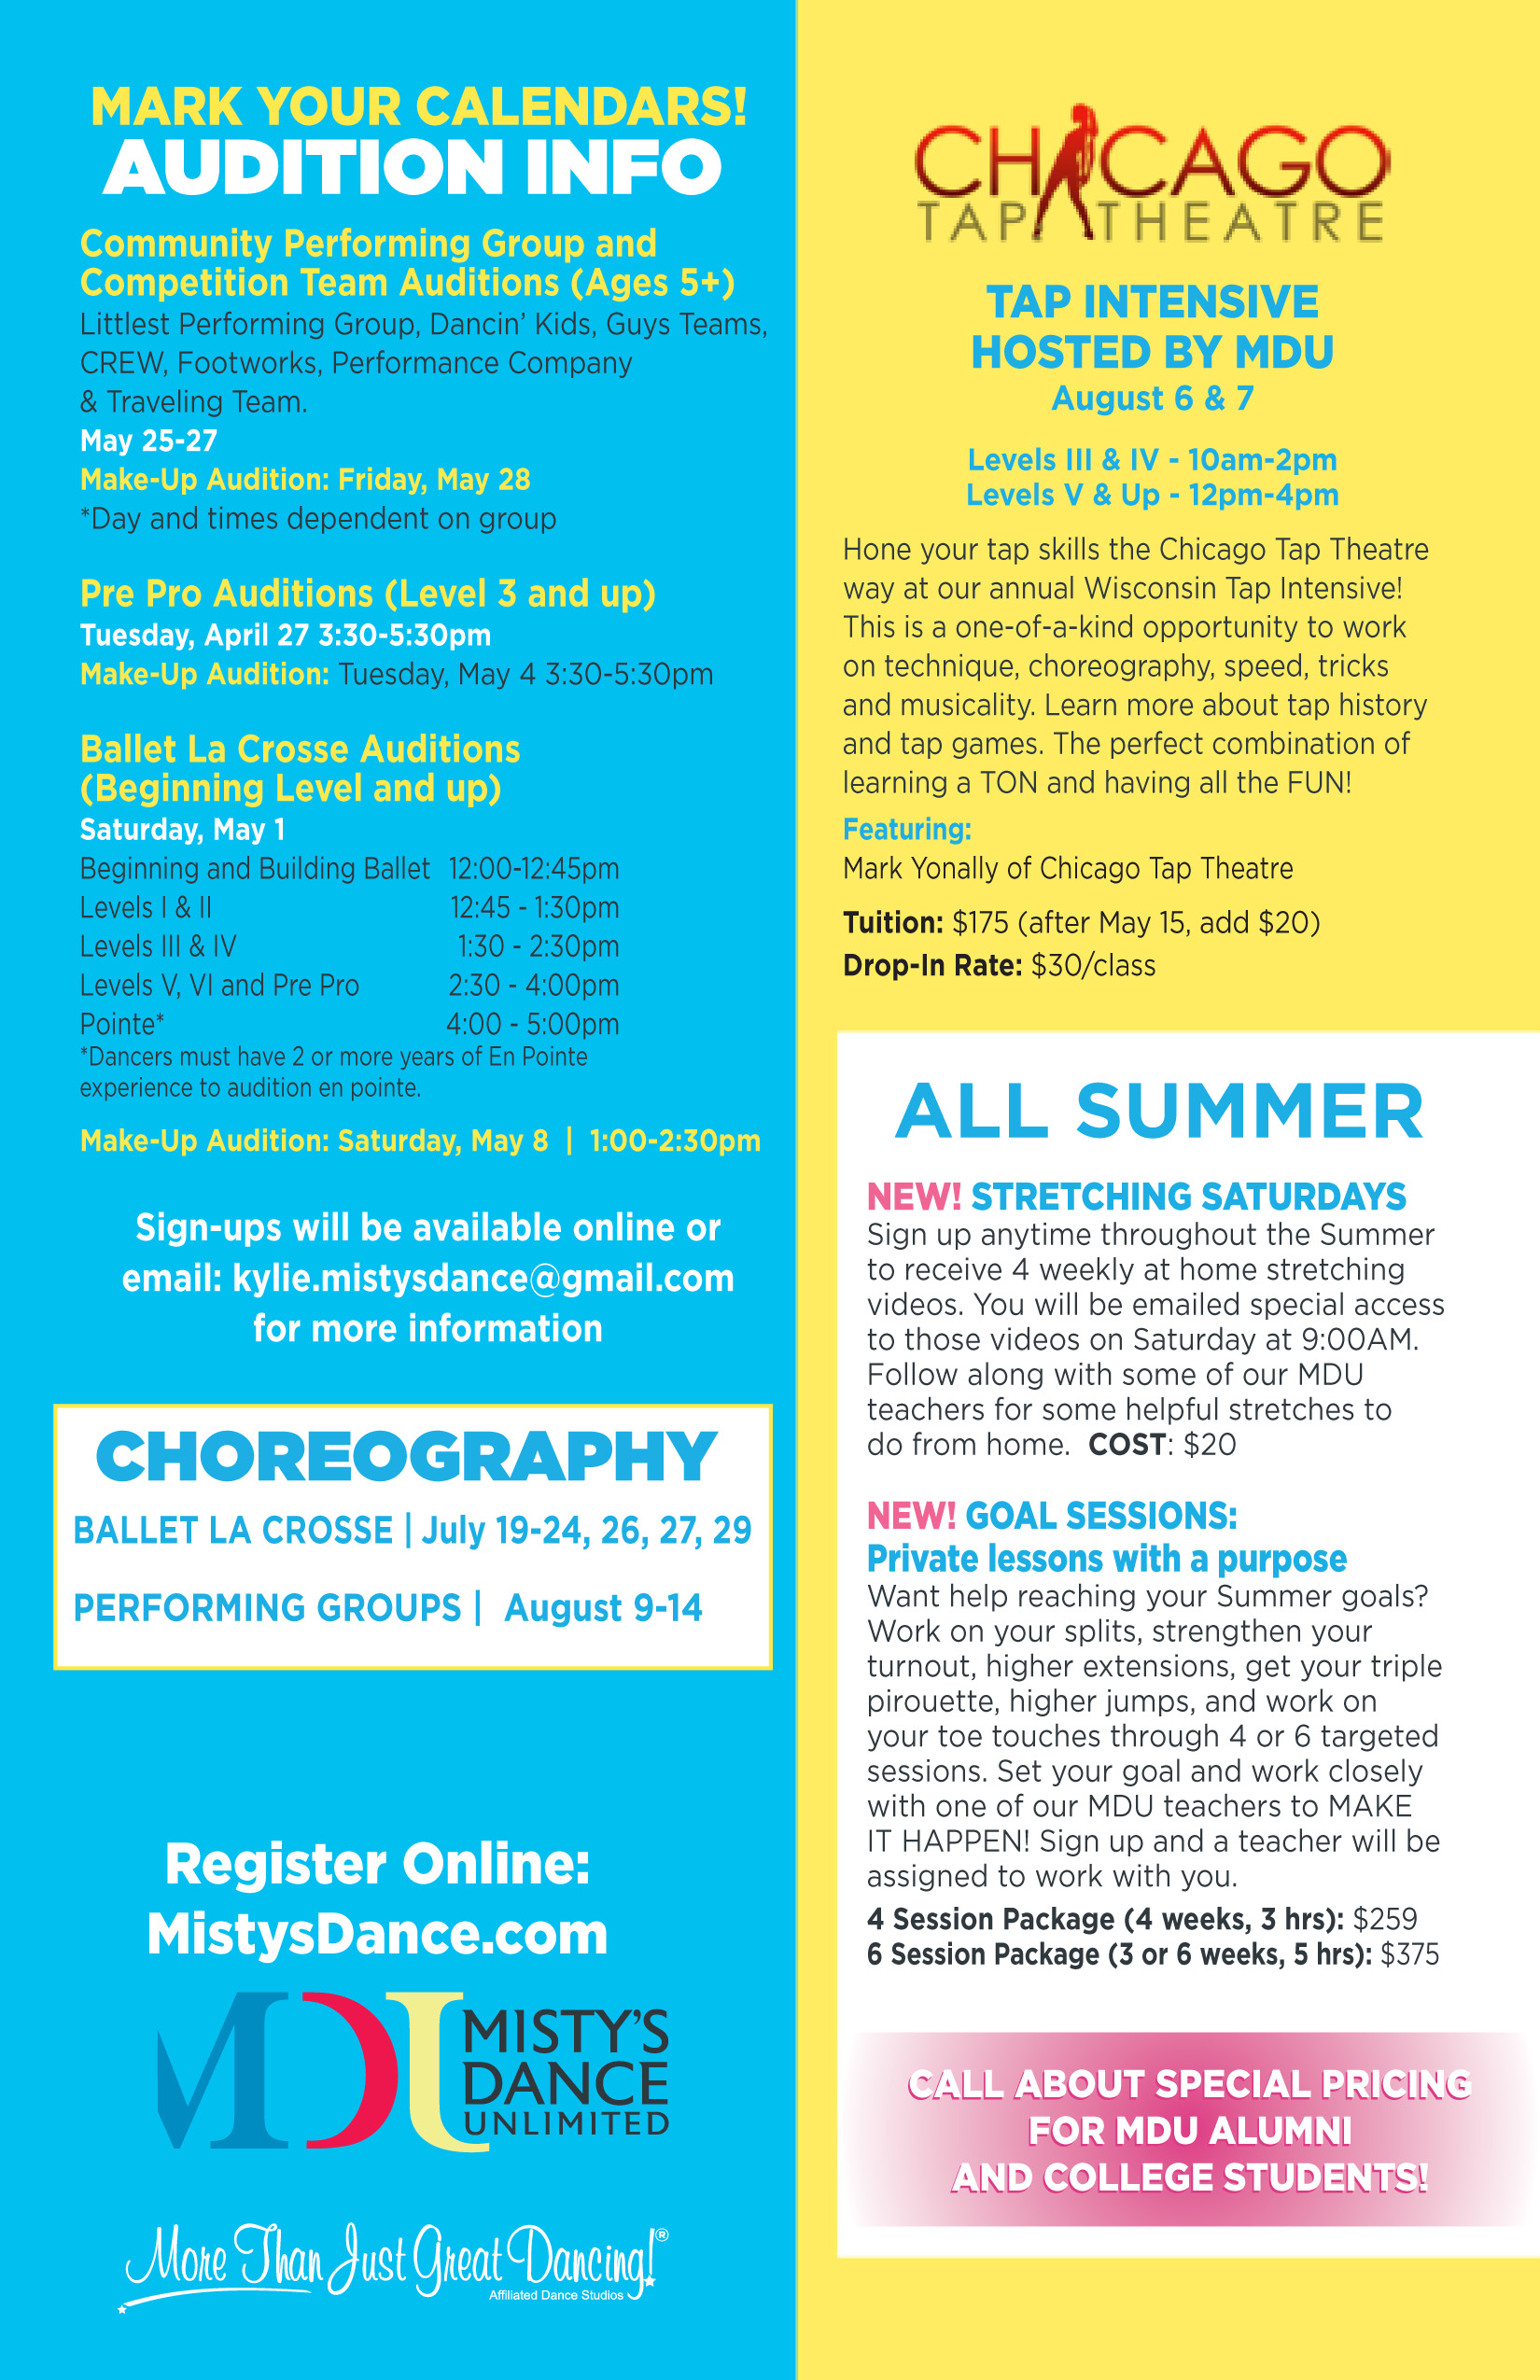 MARK YOUR CALENDARS!
AUDITION INFO
Community Performing Group and
Competition Team Auditions (Ages 5+)
Littlest Performing Group, Dancin’ Kids, Guys Teams,
CREW, Footworks, Performance Company
& Traveling Team.
May 25-27
Make-Up Audition: Friday, May 28
*Day and times dependent on group
Pre Pro Auditions (Level 3 and up)
Tuesday, April 27 3:30-5:30pm
Make-Up Audition: Tuesday, May 4 3:30-5:30pm
Ballet La Crosse Auditions
(Beginning Level and up)
Saturday, May 1
Beginning and Building Ballet 12:00-12:45pm
Levels I & II 12:45 - 1:30pm
Levels III & IV 1:30 - 2:30pm
Levels V, VI and Pre Pro 2:30 - 4:00pm
Pointe* 4:00 - 5:00pm
*Dancers must have 2 or more years of En Pointe
experience to audition en pointe.
Make-Up Audition: Saturday, May 8 | 1:00-2:30pm
Sign-ups will be available online or
email: kylie.mistysdance@gmail.com
for more information
CHOREOGRAPHY
BALLET LA CROSSE | July 19-24, 26, 27, 29
PERFORMING GROUPS | August 9-14
Register Online:
MistysDance.com
MDU
MISTY’S
DANCE
UNLIMITED
More Than Just Great Dancing!®
Affiliated Dance Studios
CHICAGO
TAP THEATRE
TAP INTENSIVE
HOSTED BY MDU
August 6 & 7
Levels III & IV - 10am-2pm
Levels V & Up - 12pm-4pm
Hone your tap skills the Chicago Tap Theatre
way at our annual Wisconsin Tap Intensive!
This is a one-of-a-kind opportunity to work
on technique, choreography, speed, tricks
and musicality. Learn more about tap history
and tap games. The perfect combination of
learning a TON and having all the FUN!
Featuring:
Mark Yonally of Chicago Tap Theatre
Tuition: $175 (after May 15, add $20)
Drop-In Rate: $30/class
ALL SUMMER
NEW! STRETCHING SATURDAYS
Sign up anytime throughout the Summer
to receive 4 weekly at home stretching
videos. You will be emailed special access
to those videos on Saturday at 9:00AM.
Follow along with some of our MDU
teachers for some helpful stretches to
do from home. COST: $20
NEW! GOAL SESSIONS:
Private lessons with a purpose
Want help reaching your Summer goals?
Work on your splits, strengthen your
turnout, higher extensions, get your triple
pirouette, higher jumps, and work on
your toe touches through 4 or 6 targeted
sessions. Set your goal and work closely
with one of our MDU teachers to MAKE
IT HAPPEN! Sign up and a teacher will be
assigned to work with you.
4 Session Package (4 weeks, 3 hrs): $259
6 Session Package (3 or 6 weeks, 5 hrs): $375
CALL ABOUT SPECIAL PRICING
FOR MDU ALUMNI
AND COLLEGE STUDENTS!